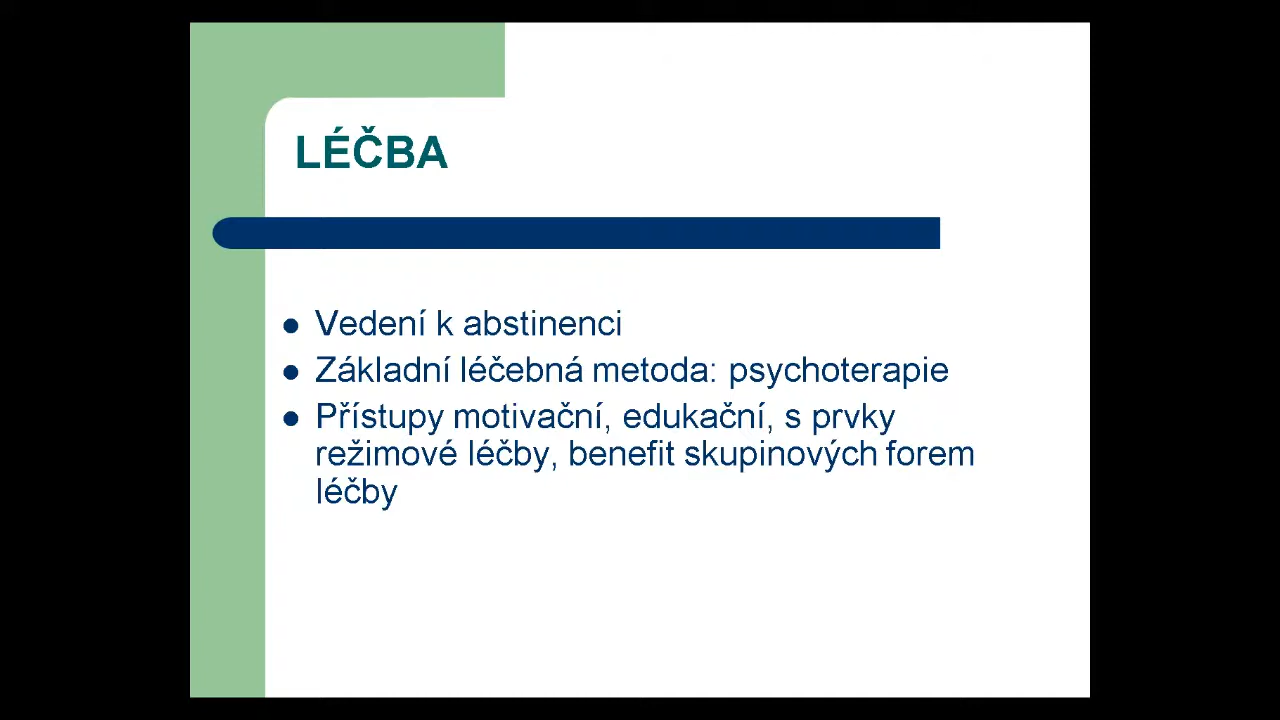 LÉČBA
Vedení k abstinenci
Základní léčebná metoda: psychoterapie
Přístupy motivační, edukační, s prvky
režimové léčby, benefit skupinových forem
léčby